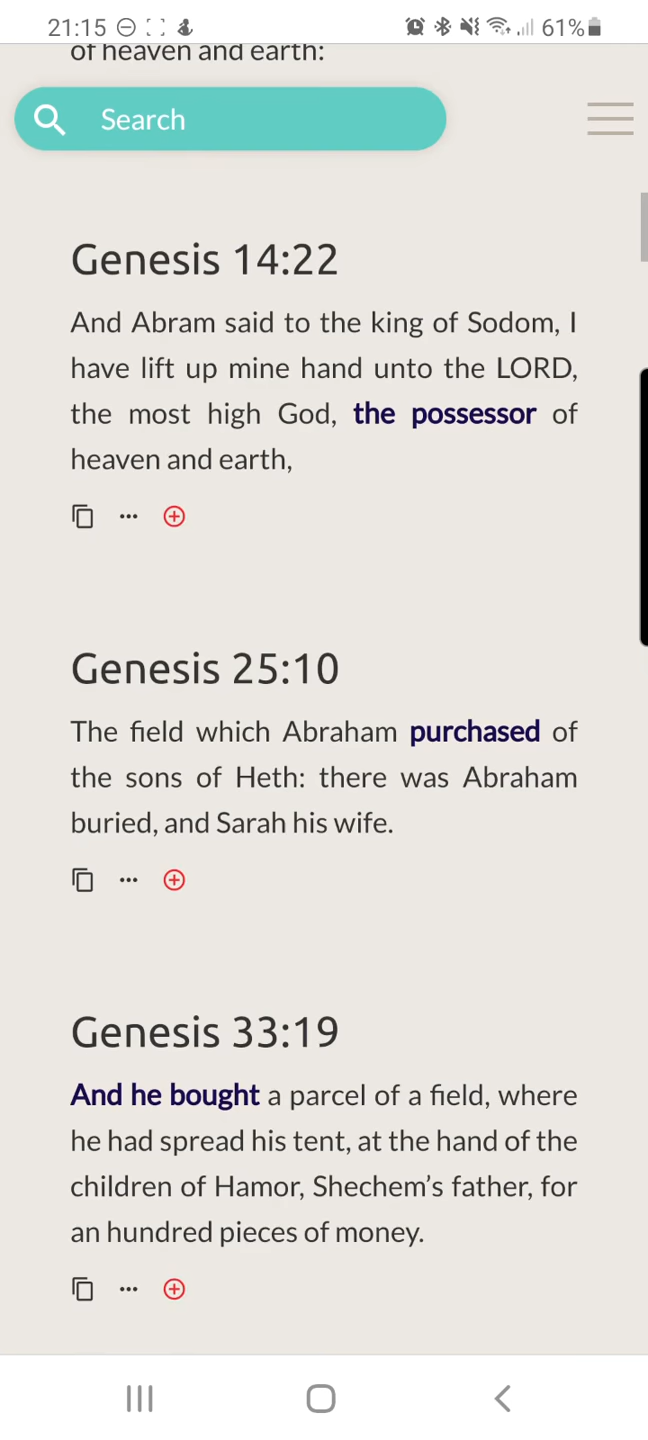 21:15
61%
of heaven and earth:
Search
Genesis 14:22
And Abram said to the king of Sodom, I
have lift up mine hand unto the LORD,
the most high God, the possessor of
heaven and earth,
Genesis 25:10
The field which Abraham purchased of
the sons of Heth: there was Abraham
buried, and Sarah his wife.
Genesis 33:19
And he bought a parcel of a field, where
he had spread his tent, at the hand of the
children of Hamor, Shechem’s father, for
an hundred pieces of money.